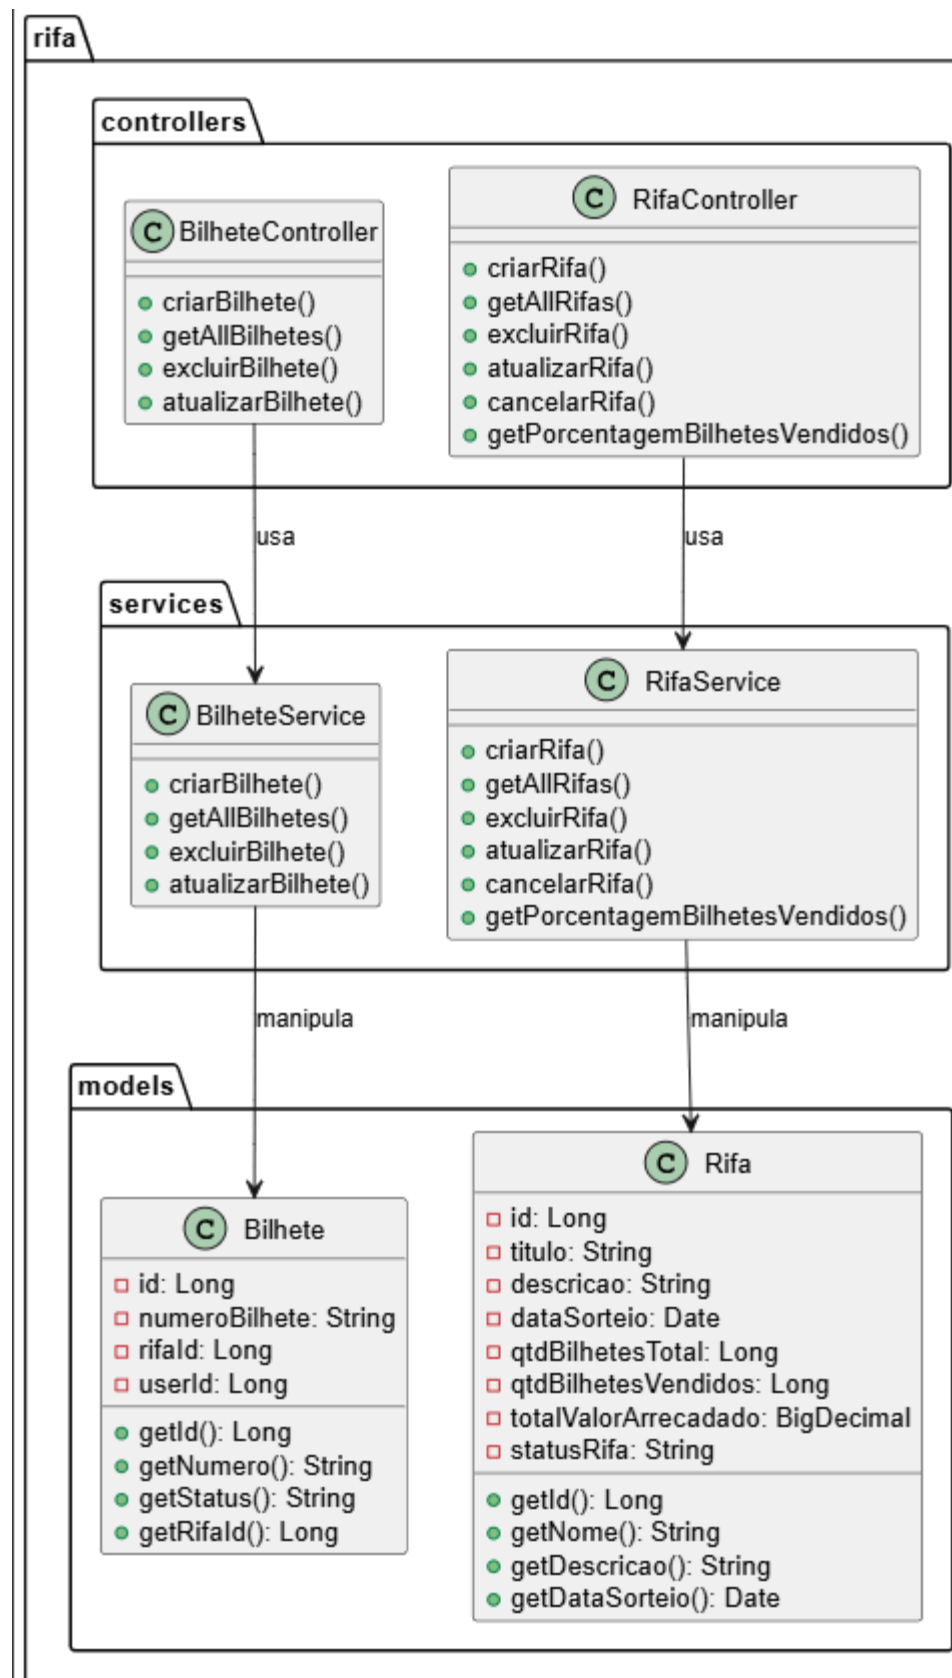 rifa
controllers
C BilheteController
criarBilhete()
getAllBilhetes()
excluirBilhete()
atualizarBilhete()
C RifaController
criarRifa()
getAllRifas()
excluirRifa()
atualizarRifa()
cancelarRifa()
getPorcentagemBilhetesVendidos()
usa
usa
services
C BilheteService
criarBilhete()
getAllBilhetes()
excluirBilhete()
atualizarBilhete()
C RifaService
criarRifa()
getAllRifas()
excluirRifa()
atualizarRifa()
cancelarRifa()
getPorcentagemBilhetesVendidos()
manipula
manipula
models
C Bilhete
id: Long
numeroBilhete: String
rifaId: Long
userId: Long
getId(): Long
getNumero(): String
getStatus(): String
getRifaId(): Long
C Rifa
id: Long
titulo: String
descricao: String
dataSorteio: Date
qtdBilhetesTotal: Long
qtdBilhetesVendidos: Long
totalValorArrecadado: BigDecimal
statusRifa: String
getId(): Long
getNome(): String
getDescricao(): String
getDataSorteio(): Date